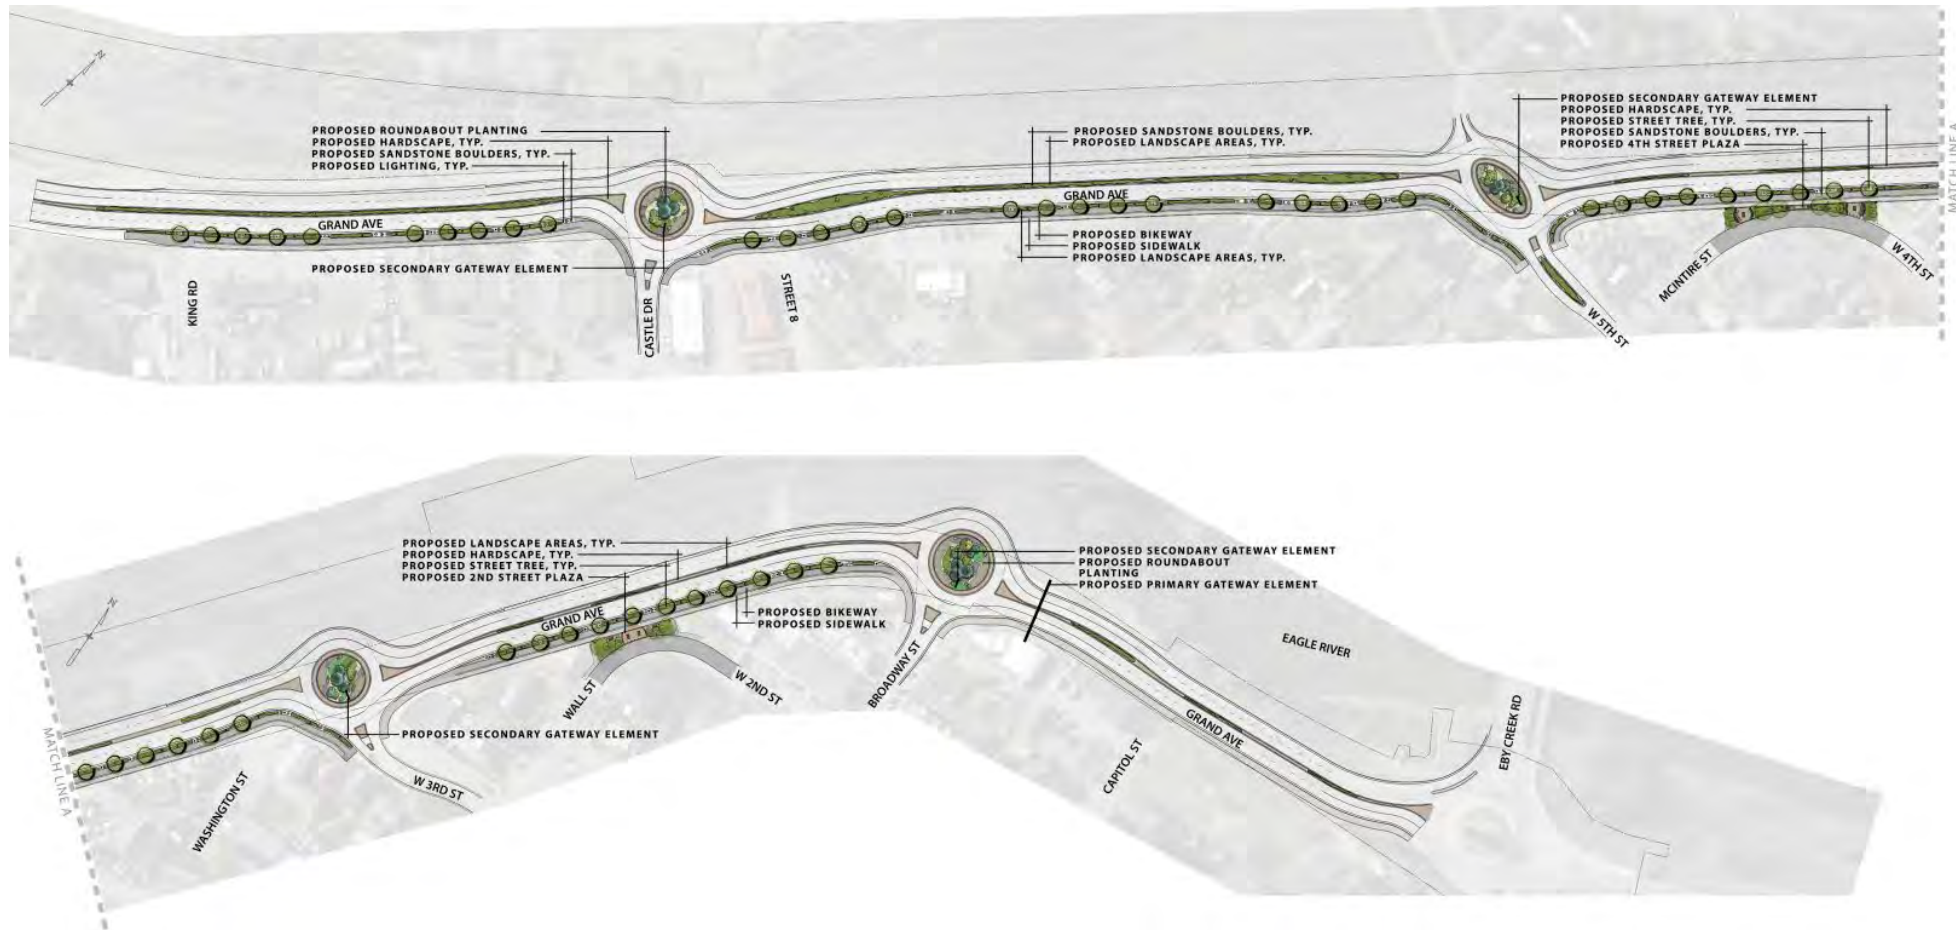 N
PROPOSED ROUNDABOUT PLANTING
PROPOSED HARDSCAPE, TYP.
PROPOSED SANDSTONE BOULDERS, TYP.
PROPOSED LIGHTING, TYP.
GRAND AVE
PROPOSED SECONDARY GATEWAY ELEMENT
KING RD
CASTLE DR
STREET B
PROPOSED SANDSTONE BOULDERS, TYP.
PROPOSED LANDSCAPE AREAS, TYP.
GRAND AVE
PROPOSED BIKEWAY
PROPOSED SIDEWALK
PROPOSED LANDSCAPE AREAS, TYP.
PROPOSED SECONDARY GATEWAY ELEMENT
PROPOSED HARDSCAPE, TYP.
PROPOSED STREET TREE, TYP.
PROPOSED SANDSTONE BOULDERS, TYP.
PROPOSED 4TH STREET PLAZA
W 5TH ST
MCINTIRE ST
W 4TH ST
MATCH LINE A
N
MATCH LINE A
PROPOSED LANDSCAPE AREAS, TYP.
PROPOSED HARDSCAPE, TYP.
PROPOSED STREET TREE, TYP.
PROPOSED 2ND STREET PLAZA
GRAND AVE
PROPOSED BIKEWAY
PROPOSED SIDEWALK
PROPOSED SECONDARY GATEWAY ELEMENT
WASHINGTON ST
W 3RD ST
WALL ST
W 2ND ST
BROADWAY ST
PROPOSED SECONDARY GATEWAY ELEMENT
PROPOSED ROUNDABOUT
PLANTING
PROPOSED PRIMARY GATEWAY ELEMENT
EAGLE RIVER
GRAND AVE
CAPITOL ST
EBY CREEK RD